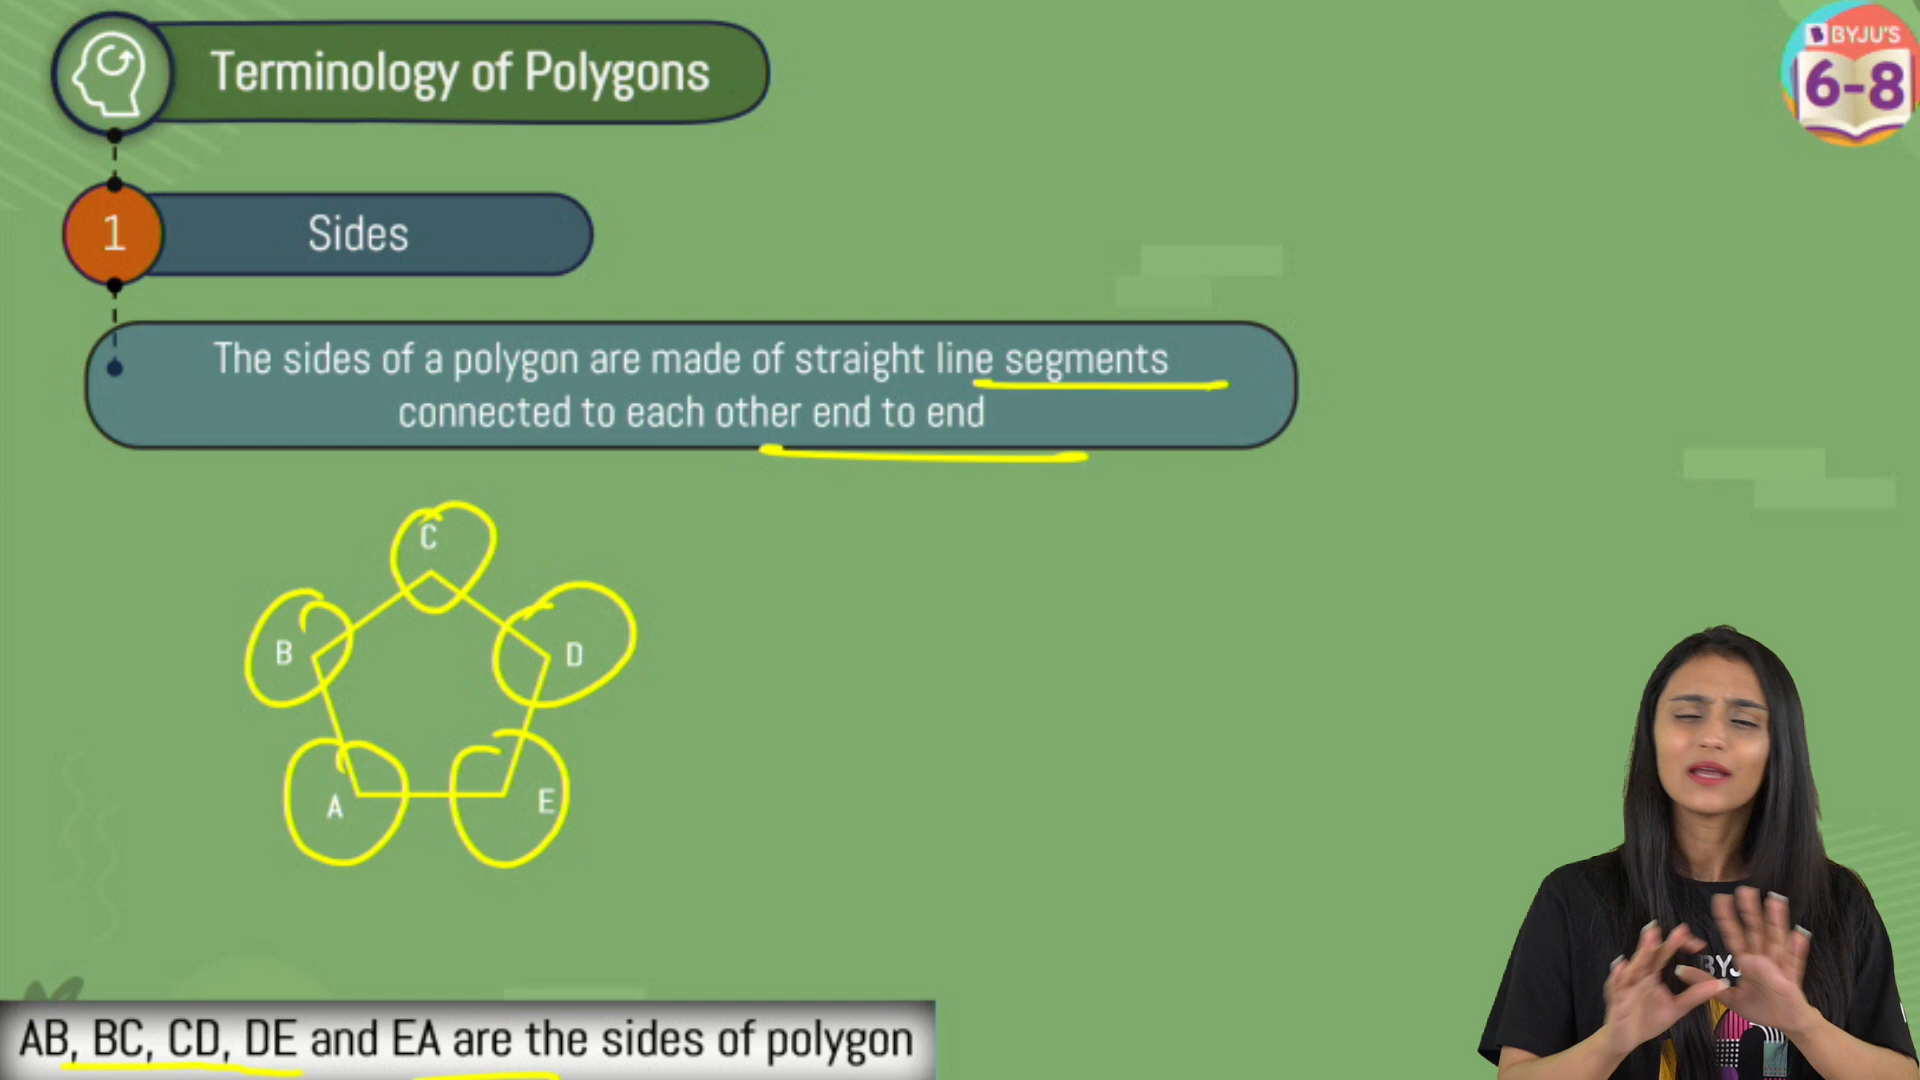 Terminology of Polygons
BYJU'S
6-8
1
Sides
The sides of a polygon are made of straight line segments
connected to each other end to end
C
B
D
A
E
BYJ
AB, BC, CD, DE and EA are the sides of polygon